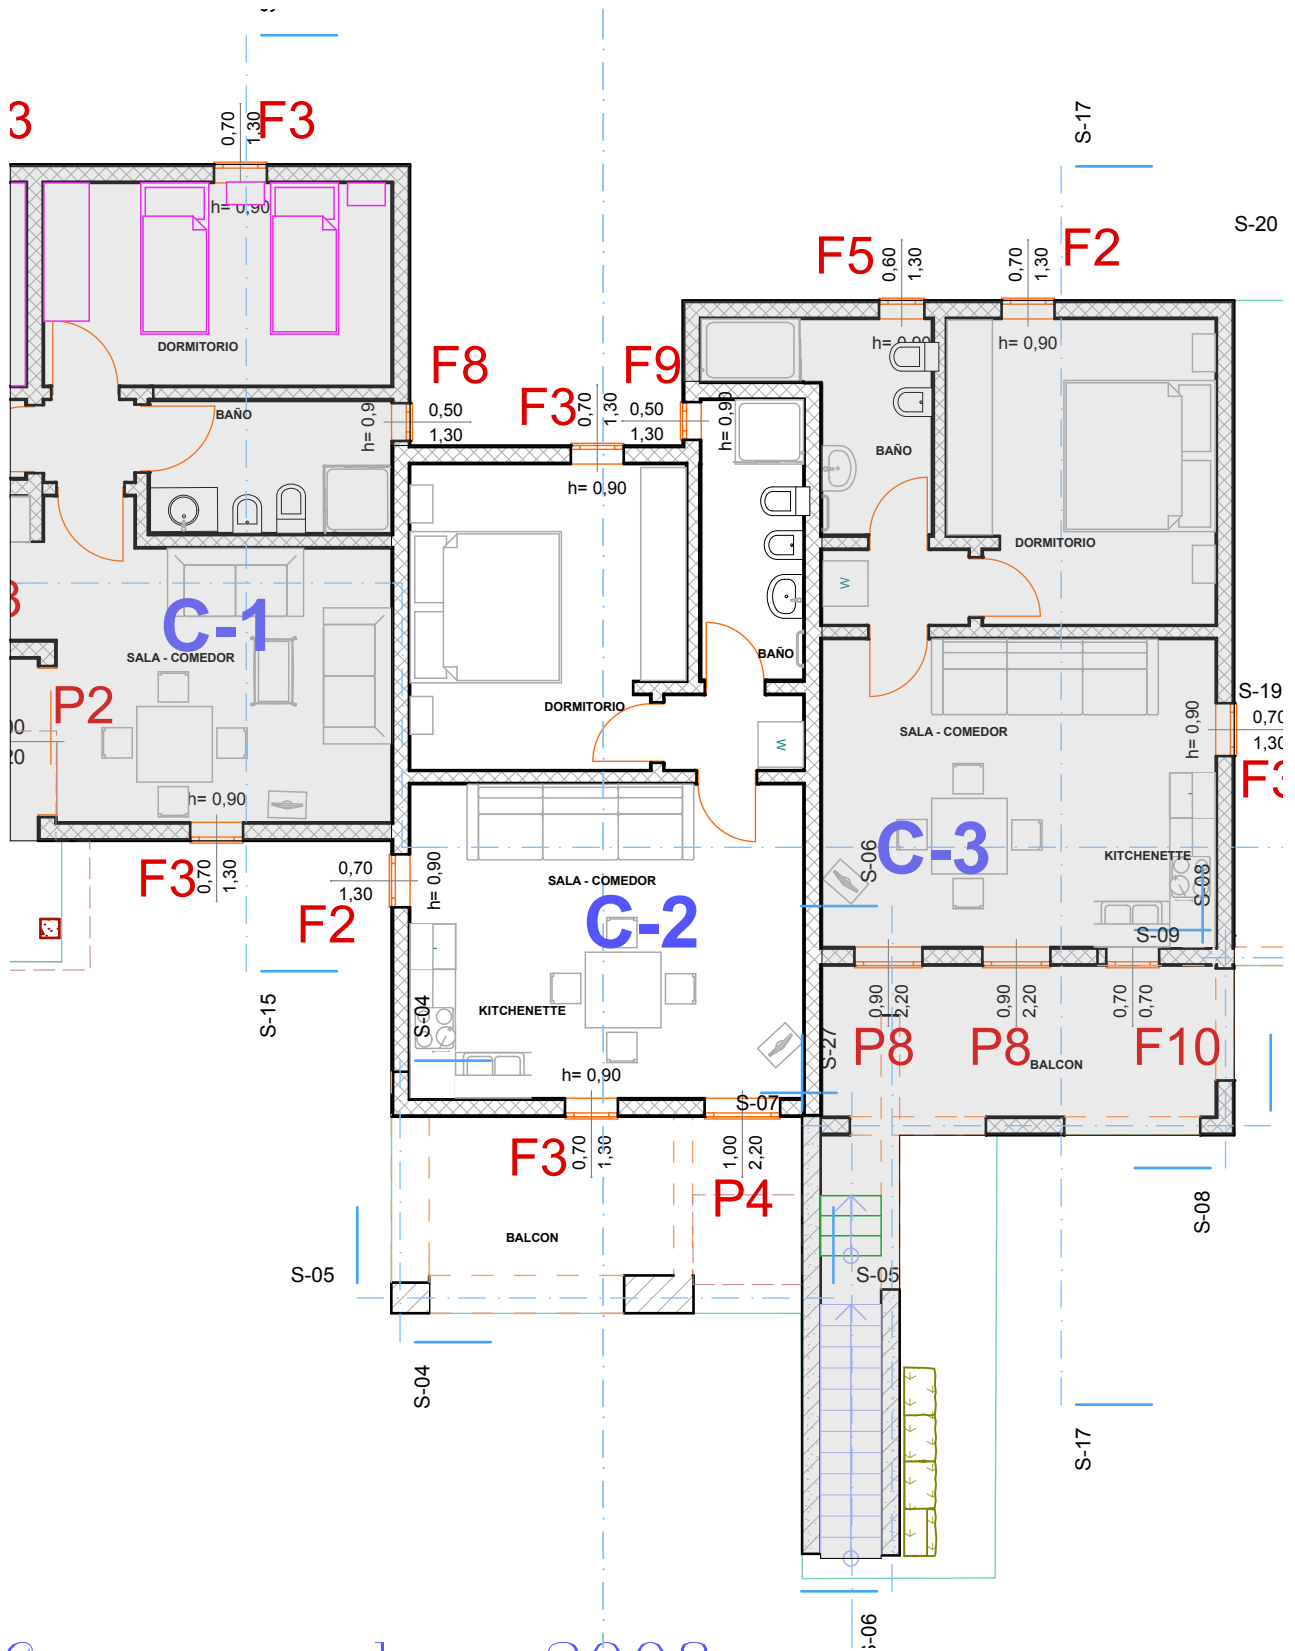 F3
0,70
1,30
S-17
S-20
h= 0,90
DORMITORIO
F5
0,60
1,30
F2
0,70
1,30
h= 0,90
F8
0,50
1,30
F3
0,70
1,30
F9
0,50
1,30
BAÑO
h= 0,9
h= 0,90
h= 0,90
BAÑO
DORMITORIO
W
C-1
SALA - COMEDOR
P2
h= 0,90
BAÑO
DORMITORIO
W
S-19
SALA - COMEDOR
h= 0,90
0,70
1,30
F3
0,70
1,30
F3
0,70
1,30
F2
h= 0,90
SALA - COMEDOR
C-2
S-06
C-3
KITCHENETTE
S-08
S-09
S-15
S-04
KITCHENETTE
h= 0,90
S-07
S-27
0,90
2,20
P8
0,90
2,20
P8
0,70
0,70
F10
BALCON
F3
0,70
1,30
1,00
2,20
P4
BALCON
S-05
S-05
S-08
S-04
S-17
S-06